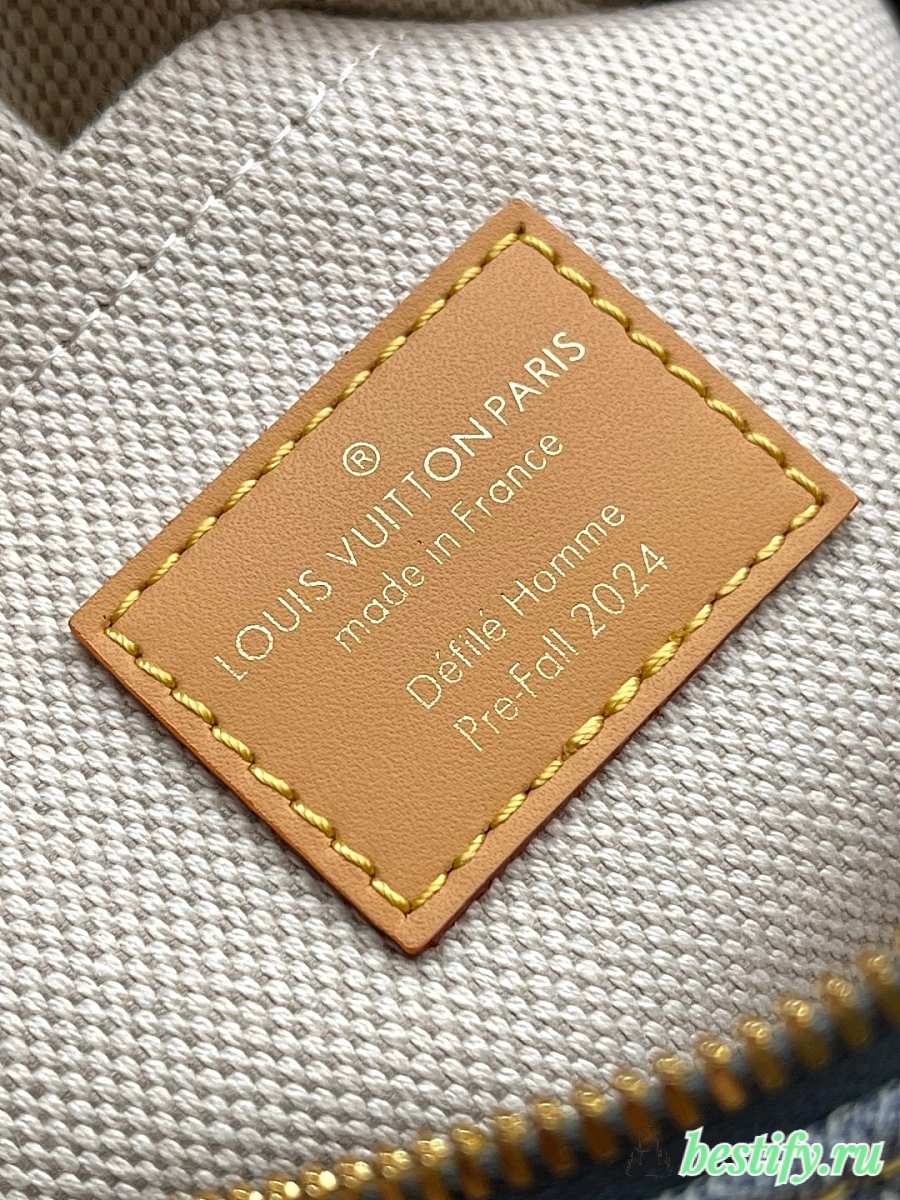 ®
LOUIS VUITTON PARIS
made in France
Défilé Homme
Pre-Fall 2024
bestify.ru